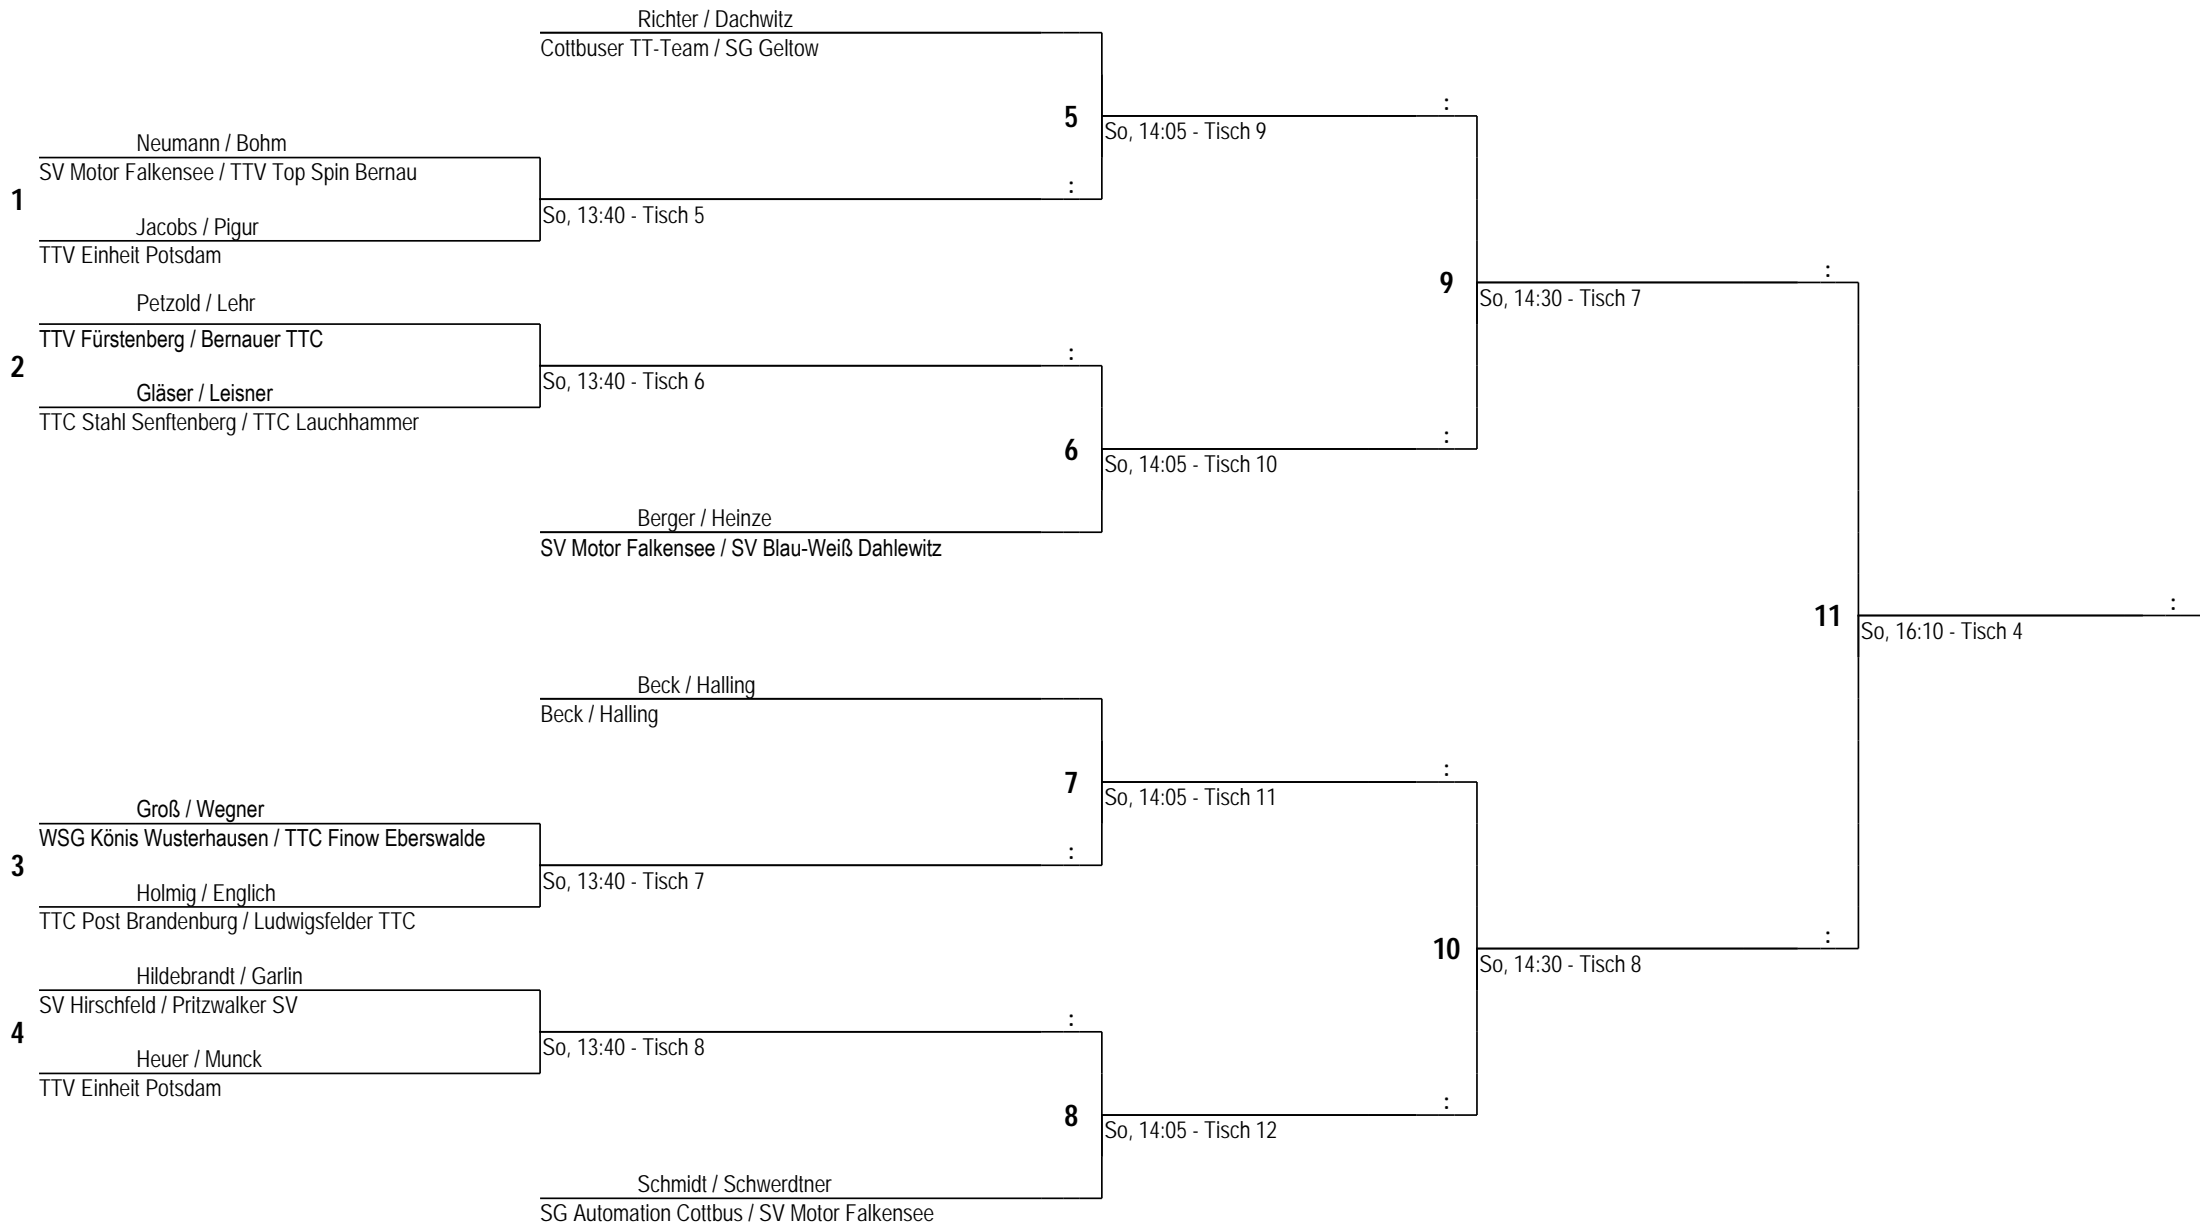 Richter / Dachwitz
Cottbuser TT-Team / SG Geltow
:
5
So, 14:05 - Tisch 9
Neumann / Bohm
SV Motor Falkensee / TTV Top Spin Bernau
:
1
So, 13:40 - Tisch 5
Jacobs / Pigur
TTV Einheit Potsdam
:
9
So, 14:30 - Tisch 7
Petzold / Lehr
TTV Fürstenberg / Bernauer TTC
:
2
So, 13:40 - Tisch 6
Gläser / Leisner
TTC Stahl Senftenberg / TTC Lauchhammer
:
6
So, 14:05 - Tisch 10
Berger / Heinze
SV Motor Falkensee / SV Blau-Weiß Dahlewitz
:
11
So, 16:10 - Tisch 4
Beck / Halling
Beck / Halling
:
7
So, 14:05 - Tisch 11
Groß / Wegner
WSG Könis Wusterhausen / TTC Finow Eberswalde
:
3
So, 13:40 - Tisch 7
Holmig / Englich
TTC Post Brandenburg / Ludwigsfelder TTC
:
10
So, 14:30 - Tisch 8
Hildebrandt / Garlin
SV Hirschfeld / Pritzwalker SV
:
4
So, 13:40 - Tisch 8
Heuer / Munck
TTV Einheit Potsdam
:
8
So, 14:05 - Tisch 12
Schmidt / Schwerdtner
SG Automation Cottbus / SV Motor Falkensee